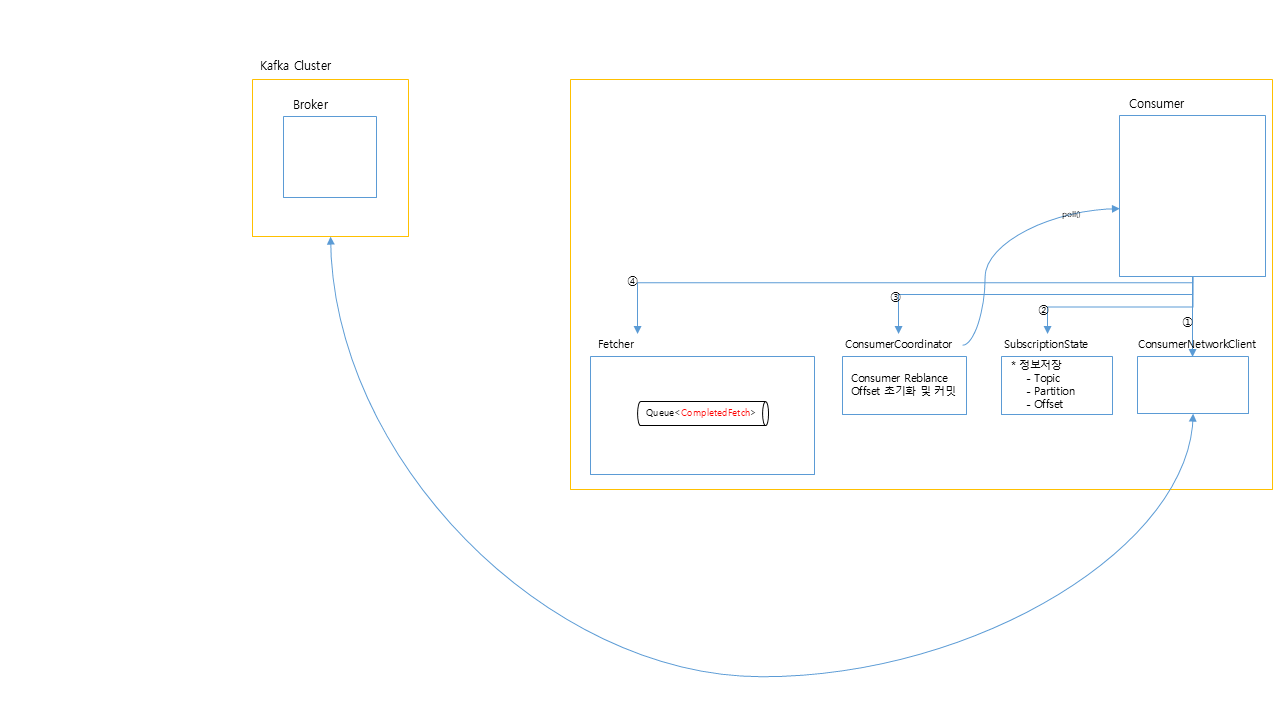 Kafka Cluster
Broker
Consumer
poll()
④
③
②
①
Fetcher
ConsumerCoordinator
SubscriptionState
ConsumerNetworkClient
Queue<CompletedFetch>
Consumer Reblance
Offset 초기화 및 커밋
* 정보저장
- Topic
- Partition
- Offset